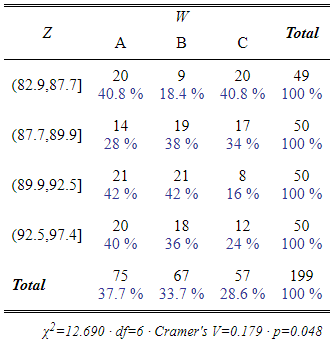 Z W Total
A B C
(82.9,87.7] 20 9 20 49
40.8 % 18.4 % 40.8 % 100 %
(87.7,89.9] 14 19 17 50
28 % 38 % 34 % 100 %
(89.9,92.5] 21 21 8 50
42 % 42 % 16 % 100 %
(92.5,97.4] 20 18 12 50
40 % 36 % 24 % 100 %
Total 75 67 57 199
37.7 % 33.7 % 28.6 % 100 %
χ2=12.690 · df=6 · Cramer's V=0.179 · p=0.048